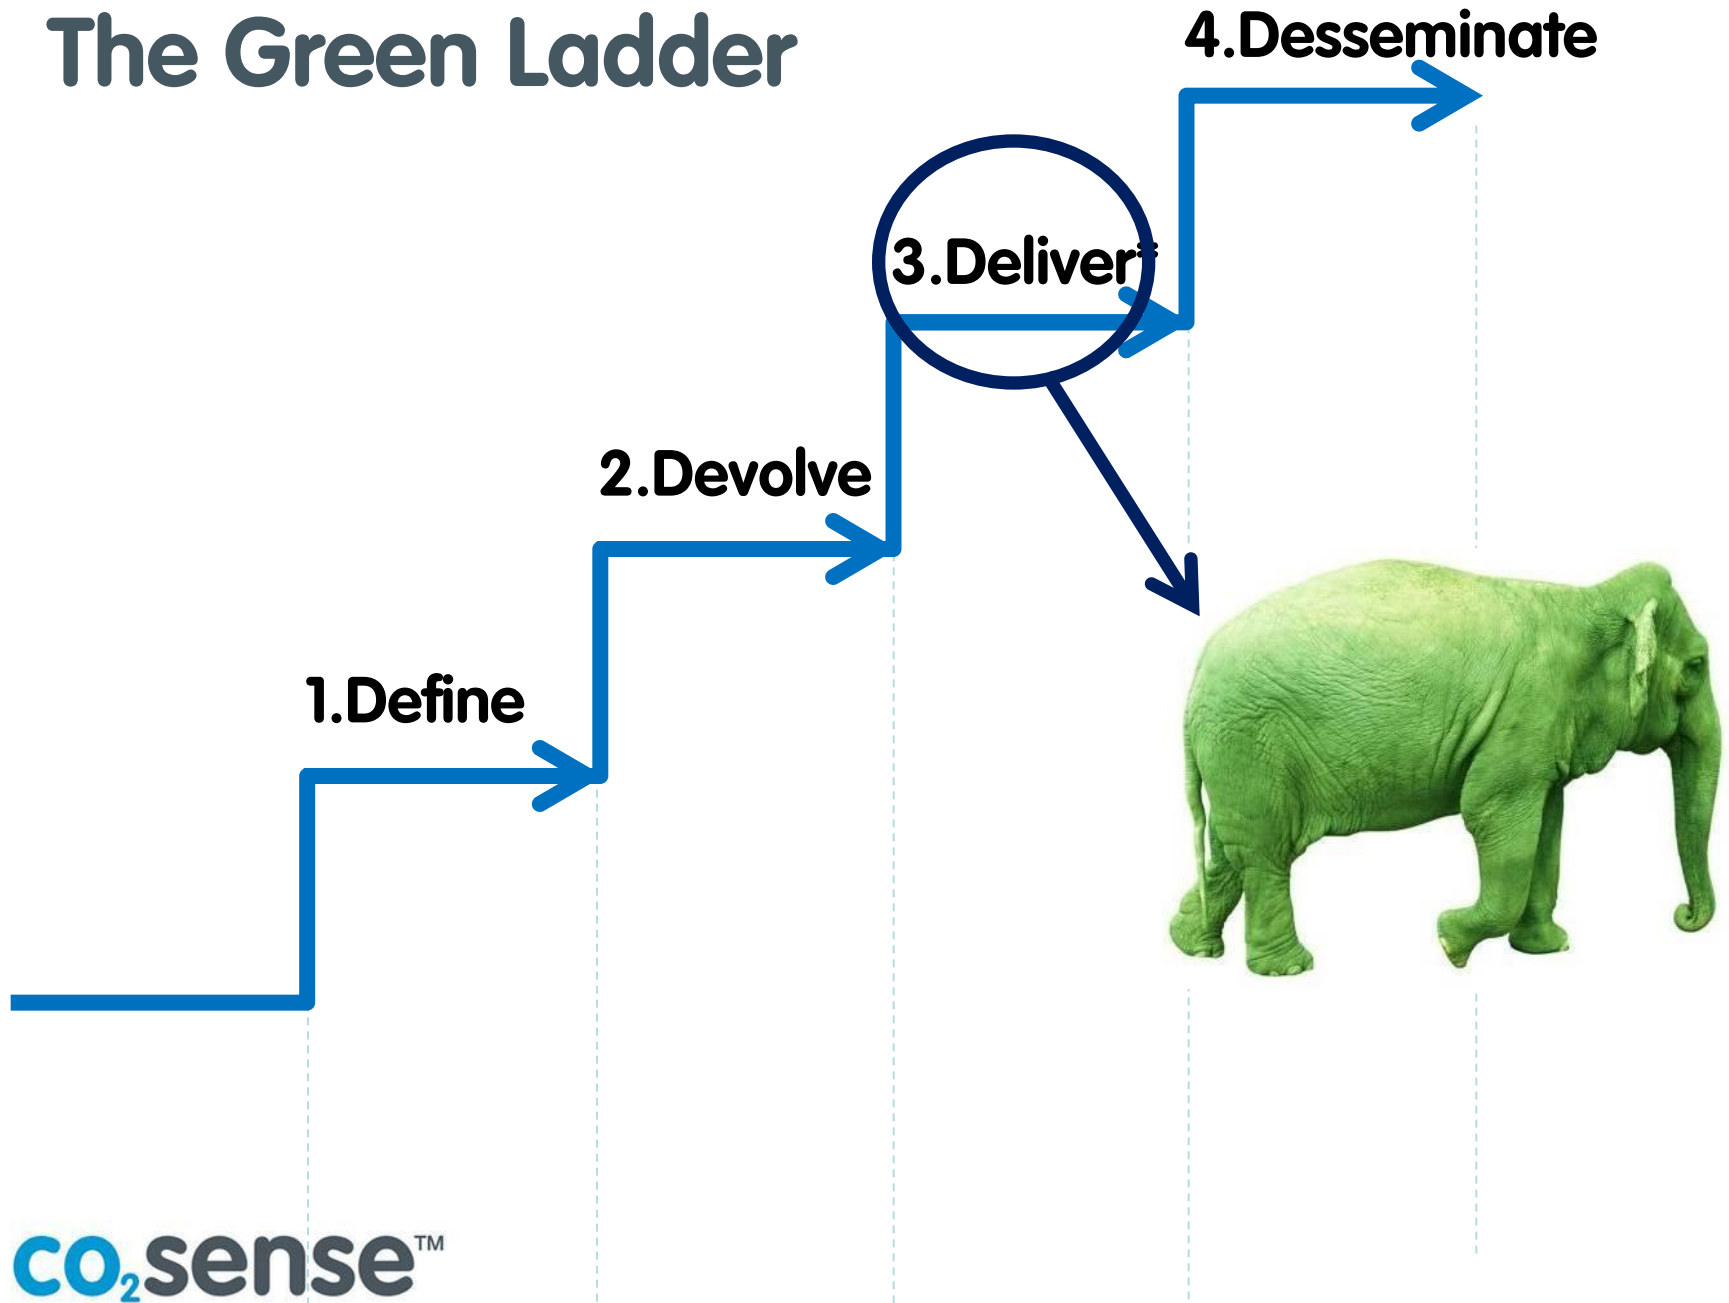 The Green Ladder
4.Desseminate
3.Deliver*
2.Devolve
1.Define
co₂sense™